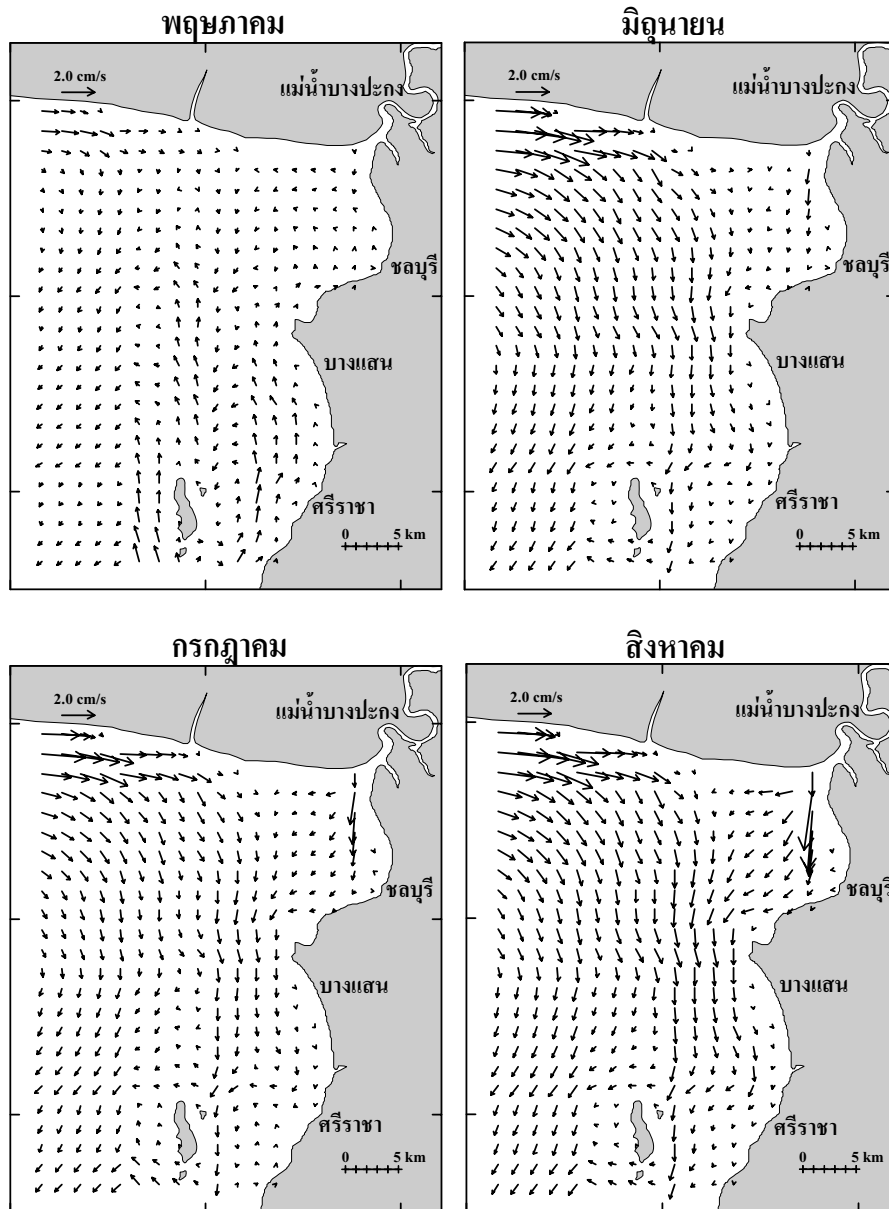 พฤษภาคม
2.0 cm/s
แม่น้ำบางปะกง
ชลบุรี
บางแสน
ศรีราชา
0 5 km
มิถุนายน
2.0 cm/s
แม่น้ำบางปะกง
ชลบุรี
บางแสน
ศรีราชา
0 5 km
กรกฎาคม
2.0 cm/s
แม่น้ำบางปะกง
ชลบุรี
บางแสน
ศรีราชา
0 5 km
สิงหาคม
2.0 cm/s
แม่น้ำบางปะกง
ชลบุรี
บางแสน
ศรีราชา
0 5 km